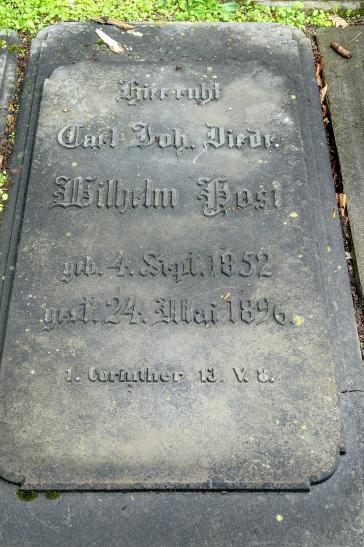 Hier ruht
Carl Joh. Diedr.
Wilhelm Post
geb. 4. Sept. 1852
gest. 24. Mai 1896.
1. Corinther 13. V. 8.